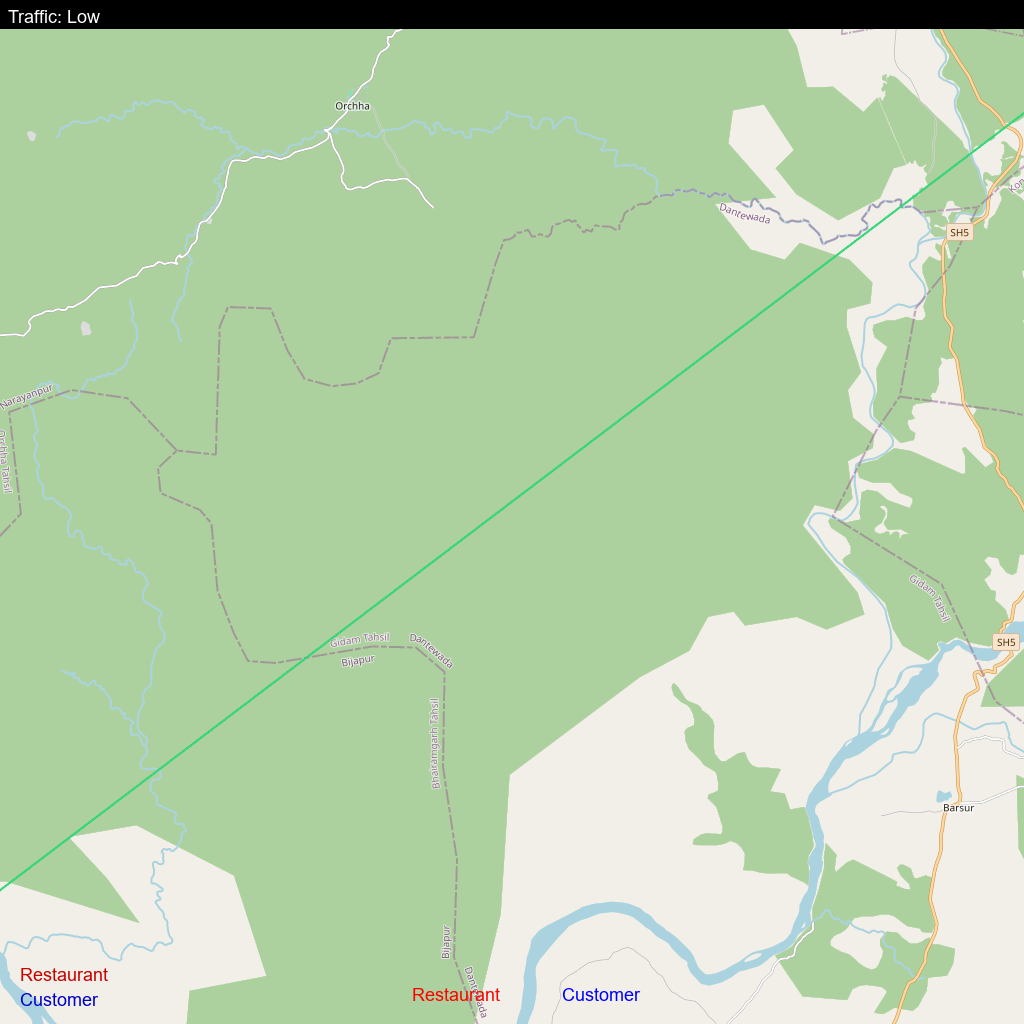 Traffic: Low
Orchha
Kon
Dantewada
SH5
Narayanpur
Orchha Tahsil
Gidam Tahsil
Gidam Tahsil
Dantewada
Bijapur
SH5
Bhairamgarh Tahsil
Barsur
Bijapur
Dantewada
Restaurant
Customer
Restaurant
Customer